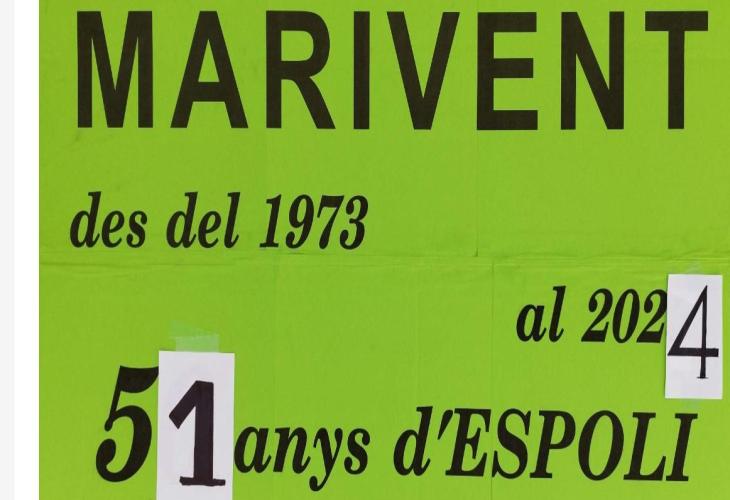 MARIVENT
des del 1973
al 2024
51 anys d'ESPOLI